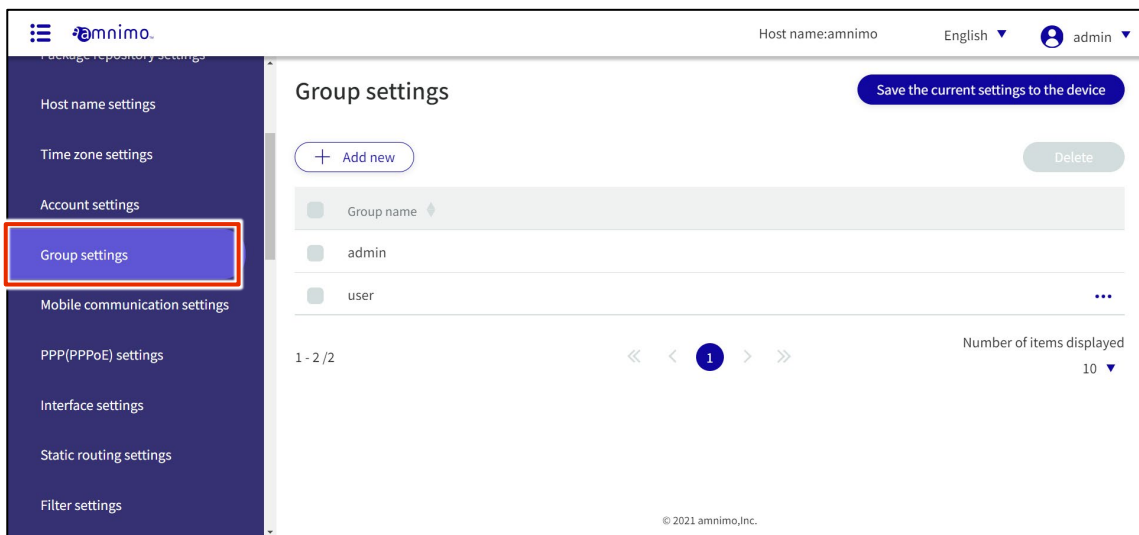 amnimo
Host name:amnimo
English
admin
Package repository settings
Host name settings
Time zone settings
Account settings
Group settings
Mobile communication settings
PPP(PPPoE) settings
Interface settings
Static routing settings
Filter settings
Group settings
Save the current settings to the device
+ Add new
Delete
Group name
admin
user
1 - 2 /2
1
Number of items displayed
10
© 2021 amnimo,Inc.